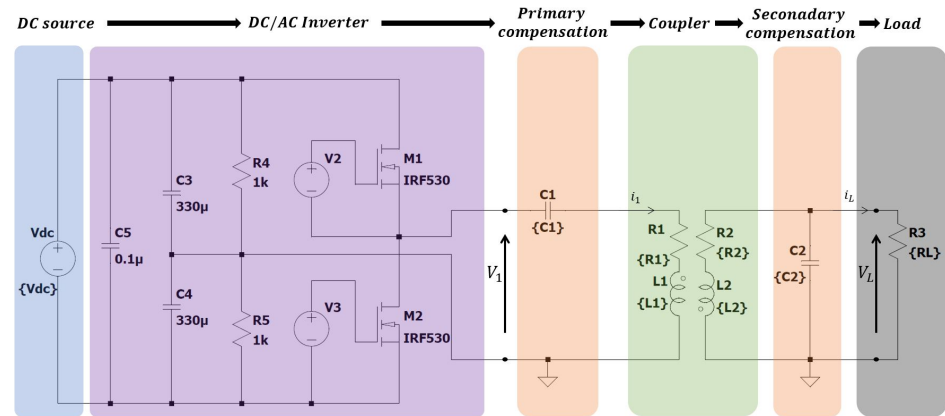 DC source
DC/AC Inverter
Primary
compensation
Coupler
Seconadary
compensation
Load
Vdc
{Vdc}
C5
0.1µ
C3
330µ
C4
330µ
R4
1k
R5
1k
V2
V3
M1
IRF530
M2
IRF530
V1
C1
{C1}
i1
R1
{R1}
L1
{L1}
R2
{R2}
L2
{L2}
C2
{C2}
iL
VL
R3
{RL}